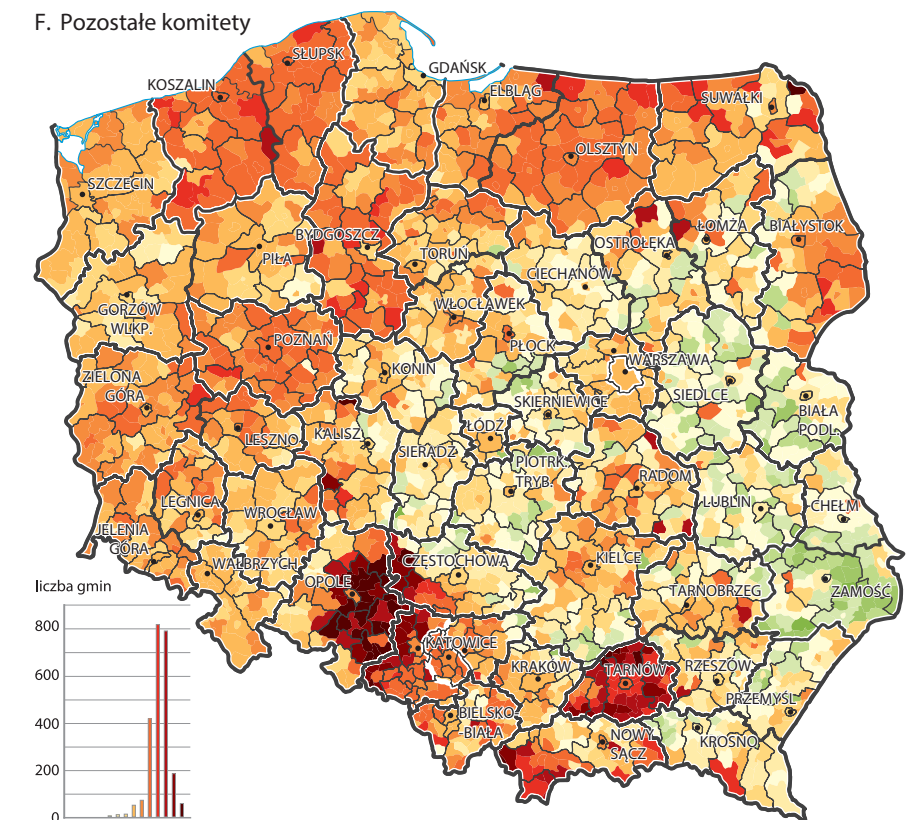 F. Pozostałe komitety
SŁUPSK
GDAŃSK
KOSZALIN
ELBLĄG
SUWAŁKI
OLSZTYN
SZCZECIN
BYDGOSZCZ
OSTROŁĘKA
ŁOMŻA
BIAŁYSTOK
PIŁA
TORUŃ
CIECHANÓW
GORZÓW
WLKP.
WŁOCŁAWEK
POZNAŃ
PŁOCK
WARSZAWA
ZIELONA
GÓRA
KONIN
SKIERNIEWICE
SIEDLCE
BIAŁA
PODL.
LESZNO
KALISZ
ŁÓDŹ
SIERADZ
PIOTRK.
TRYB.
RADOM
LEGNICA
WROCŁAW
LUBLIN
CHEŁM
JELENIA
GÓRA
WAŁBRZYCH
CZĘSTOCHOWA
KIELCE
OPOLE
TARNOBRZEG
ZAMOŚĆ
KATOWICE
KRAKÓW
TARNÓW
RZESZÓW
PRZEMYŚL
BIELSKO-
-BIAŁA
NOWY
SĄCZ
KROSNO
liczba gmin
800
600
400
200
0